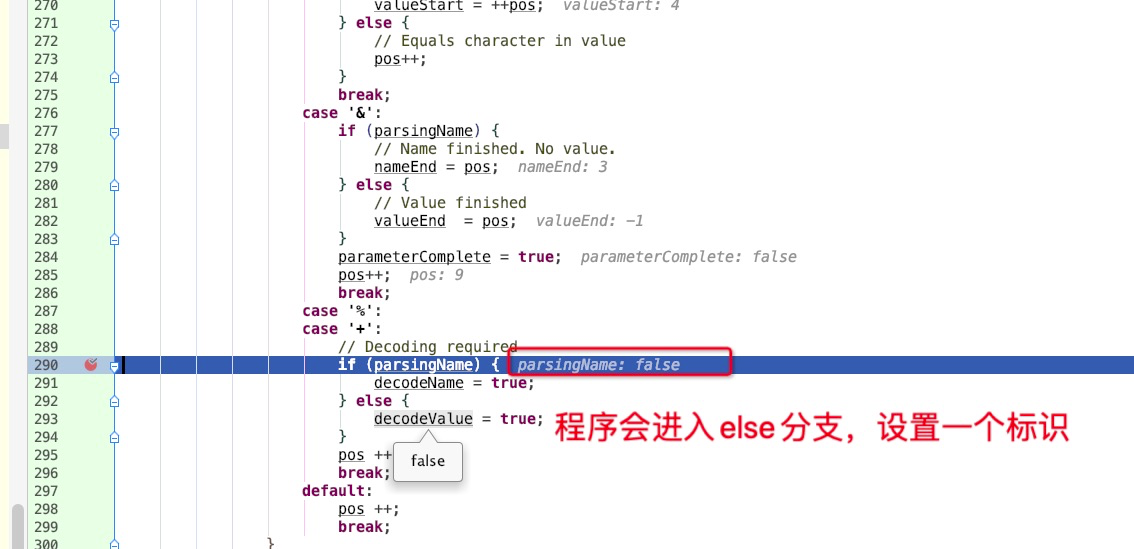 270 valueStart = ++pos; valueStart: 4
271 } else {
272 // Equals character in value
273 pos++;
274 }
275 break;
276 case '&':
277 if (parsingName) {
278 // Name finished. No value.
279 nameEnd = pos; nameEnd: 3
280 } else {
281 // Value finished
282 valueEnd  = pos; valueEnd: -1
283 }
284 parameterComplete = true; parameterComplete: false
285 pos++; pos: 9
286 break;
287 case '%':
288 case '+':
289 // Decoding required
290 if (parsingName) { parsingName: false
291 decodeName = true;
292 } else {
293 decodeValue = true;
程序会进入else分支，设置一个标识
294 }
295 pos ++
false
296 break;
297 default:
298 pos ++;
299 break;
300 }